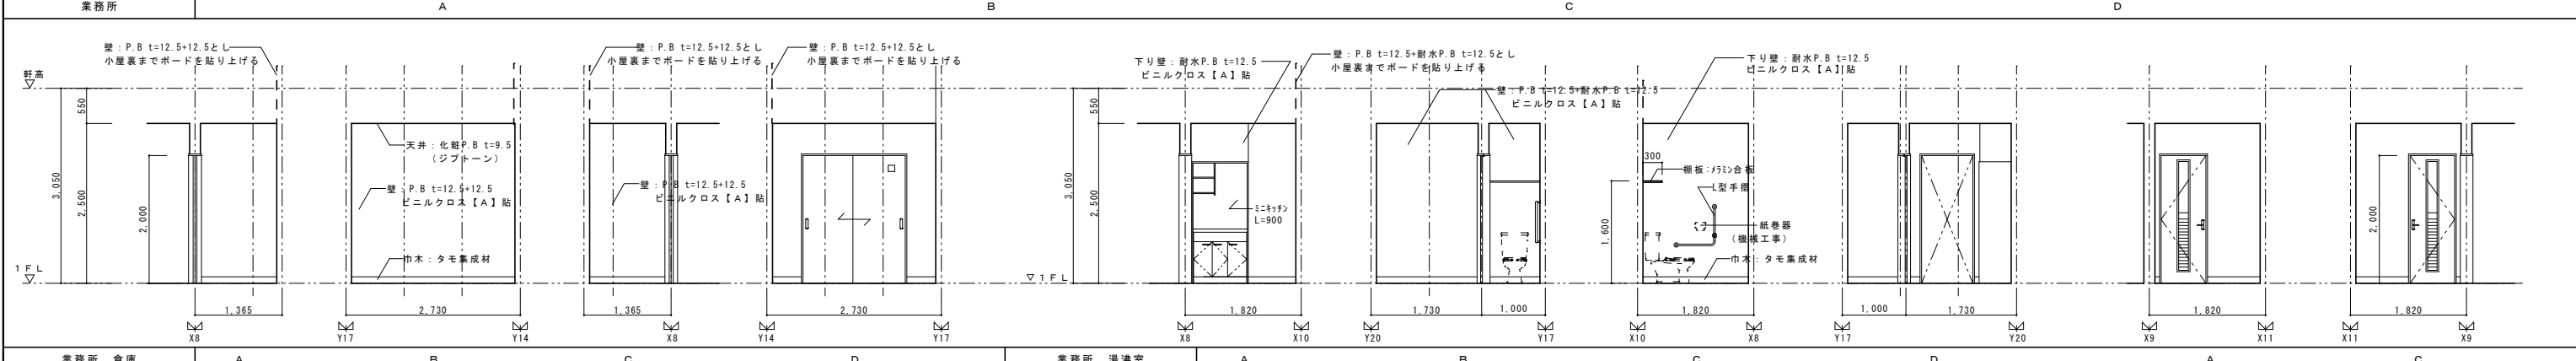 業務所 A B C D
壁：P.B t=12.5+12.5とし
小屋裏までボードを貼り上げる
壁：P.B t=12.5+12.5とし
小屋裏までボードを貼り上げる
壁：P.B t=12.5+12.5とし
小屋裏までボードを貼り上げる
下り壁：耐水P.B t=12.5
ビニルクロス【A】貼
壁：P.B t=12.5+耐水P.B t=12.5とし
小屋裏までボードを貼り上げる
下り壁：耐水P.B t=12.5
ビニルクロス【A】貼
軒高
550
3,050
2,500
2,000
1FL
天井：化粧P.B t=9.5
（ジプトーン）
壁：P.B t=12.5+12.5
ビニルクロス【A】貼
巾木：タモ集成材
壁：P.B t=12.5+12.5
ビニルクロス【A】貼
550
3,050
2,500
▽1FL
ミニキッチン
L=900
壁：P.B t=12.5+耐水P.B t=12.5
ビニルクロス【A】貼
300
棚板：メラミン合板
L型手摺
1,600
紙巻器
（機械工事）
巾木：タモ集成材
2,000
1,365 2,730 1,365 2,730 1,820 1,730 1,000 1,820 1,000 1,730 1,820 1,820
X8 Y17 Y14 X8 Y14 Y17 X8 X10 Y20 Y17 X10 X8 Y17 Y20 X9 X11 X11 X9
業務所 倉庫 A B C D 業務所 湯沸室 A B C D A C